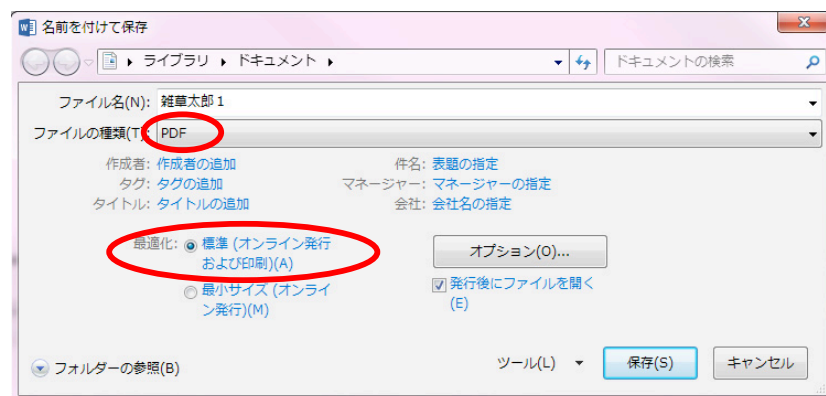 名前を付けて保存
ライブラリ ドキュメント ドキュメントの検索
ファイル名(N): 雑草太郎1
ファイルの種類(T): PDF
作成者: 作成者の追加 件名: 表題の指定
タグ: タグの追加 マネージャー: マネージャーの指定
タイトル: タイトルの追加 会社: 会社名の指定
最適化: 標準 (オンライン発行
および印刷)(A)
最小サイズ (オンライ
ン発行)(M)
オプション(O)...
発行後にファイルを開く
(E)
フォルダーの参照(B) ツール(L) 保存(S) キャンセル